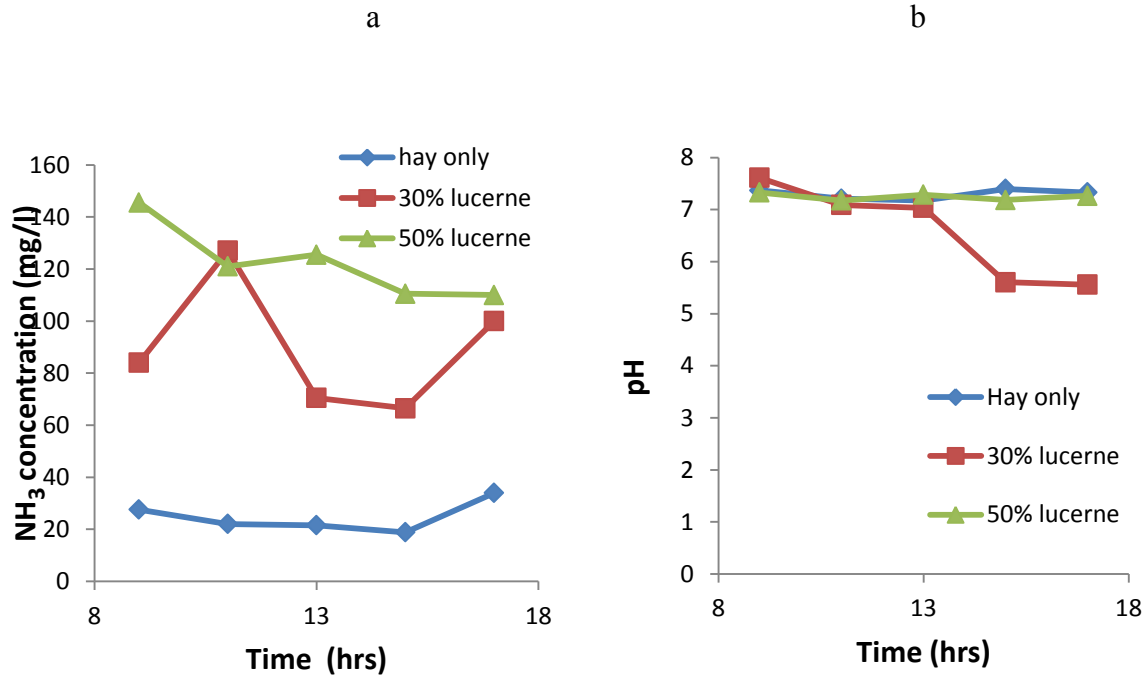 a
NH3 concentration (mg/l)
160
140
120
100
80
60
40
20
0
8
13
18
Time (hrs)
hay only
30% lucerne
50% lucerne
b
pH
8
7
6
5
4
3
2
1
0
8
13
18
Time (hrs)
Hay only
30% lucerne
50% lucerne